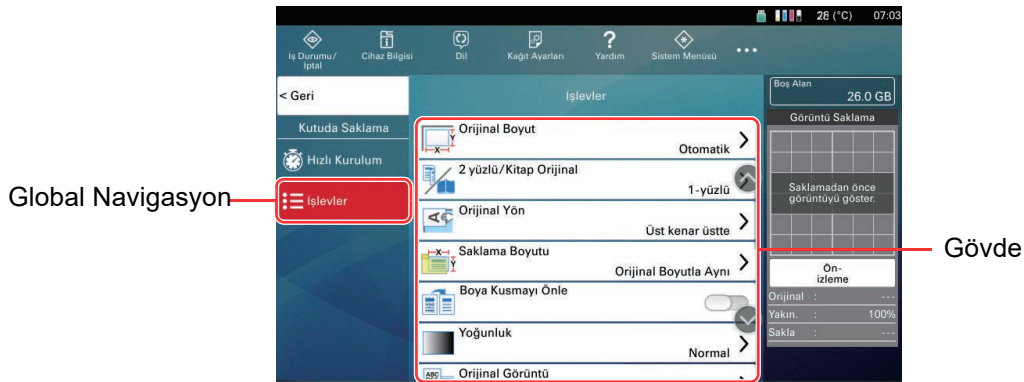 28 (°C) 07:03
İş Durumu/
İptal
Cihaz Bilgisi
Dil
Kağıt Ayarları
Yardım
Sistem Menüsü
< Geri
İşlevler
Boş Alan
26.0 GB
Kutuda Saklama
Görüntü Saklama
Hızlı Kurulum
İşlevler
Global Navigasyon
Orijinal Boyut
Otomatik
2 yüzlü/Kitap Orijinal
1-yüzlü
Orijinal Yön
Üst kenar üstte
Saklama Boyutu
Orijinal Boyutla Aynı
Boya Kusmayı Önle
Yoğunluk
Normal
Orijinal Görüntü
Saklamadan önce
görüntüyü göster.
Gövde
Ön-
izleme
Orijinal : ---
Yakın. : 100%
Sakla : ---